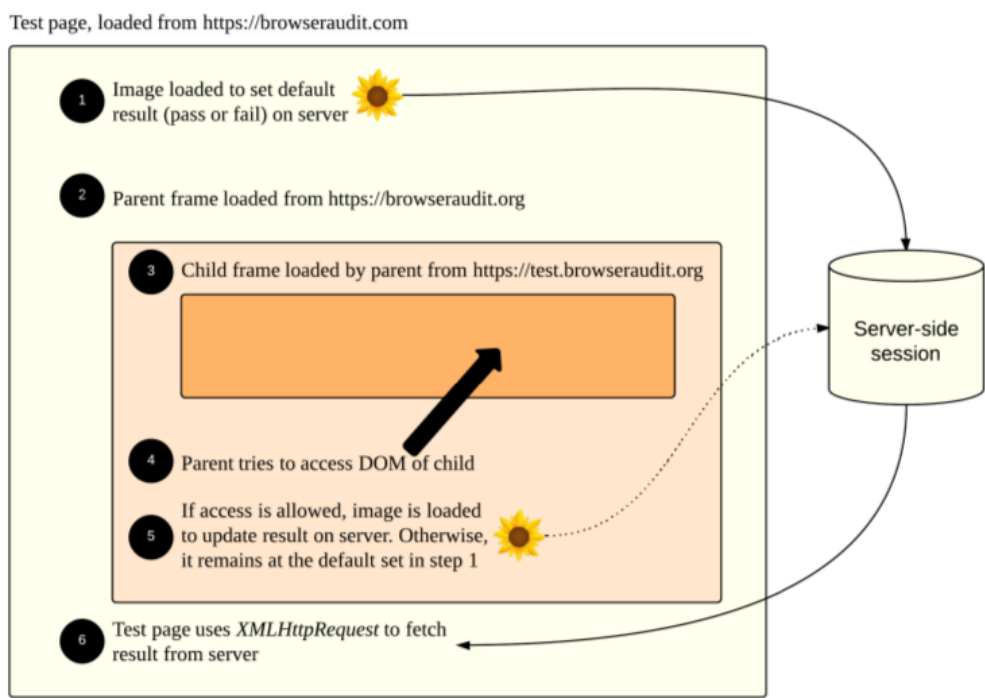 Test page, loaded from https://browseraudit.com
1
Image loaded to set default
result (pass or fail) on server
2
Parent frame loaded from https://browseraudit.org
3
Child frame loaded by parent from https://test.browseraudit.org
Server-side
session
4
Parent tries to access DOM of child
5
If access is allowed, image is loaded
to update result on server. Otherwise,
it remains at the default set in step 1
6
Test page uses XMLHttpRequest to fetch
result from server